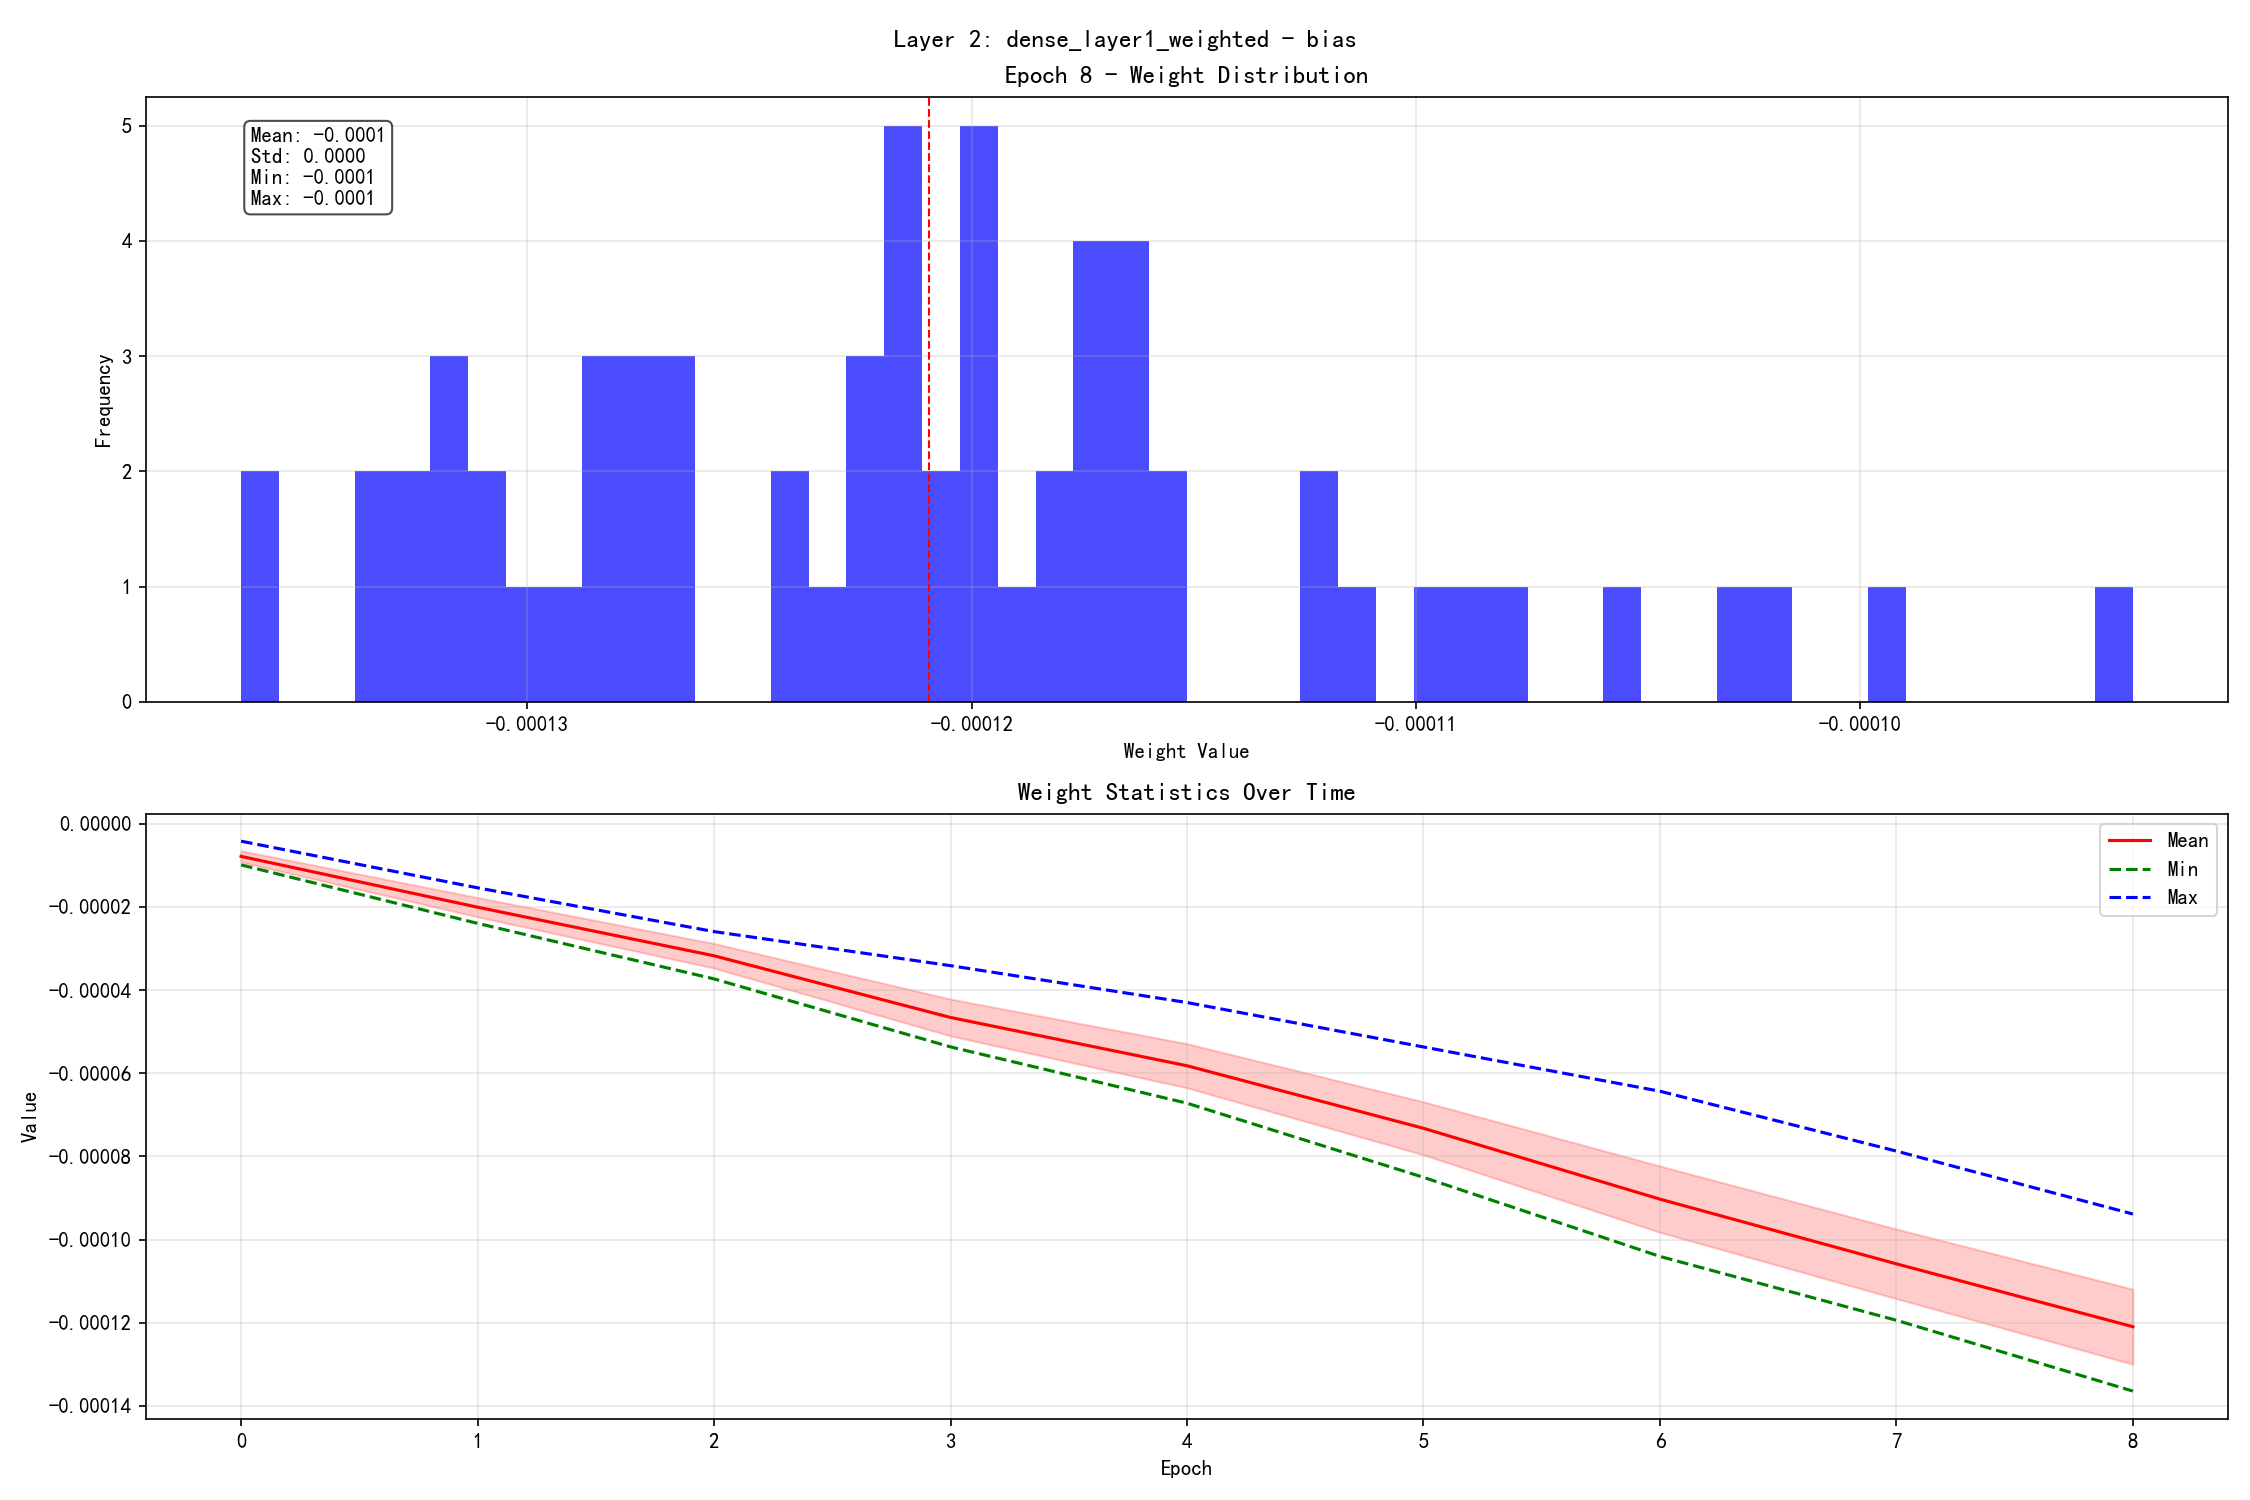 Layer 2: dense_layer1_weighted - bias
Epoch 8 - Weight Distribution
Mean: -0.0001
Std: 0.0000
Min: -0.0001
Max: -0.0001
5
4
3
2
1
0
Frequency
-0.00013
-0.00012
-0.00011
-0.00010
Weight Value
Weight Statistics Over Time
Mean
Min
Max
0.00000
-0.00002
-0.00004
-0.00006
-0.00008
-0.00010
-0.00012
-0.00014
Value
0
1
2
3
4
5
6
7
8
Epoch